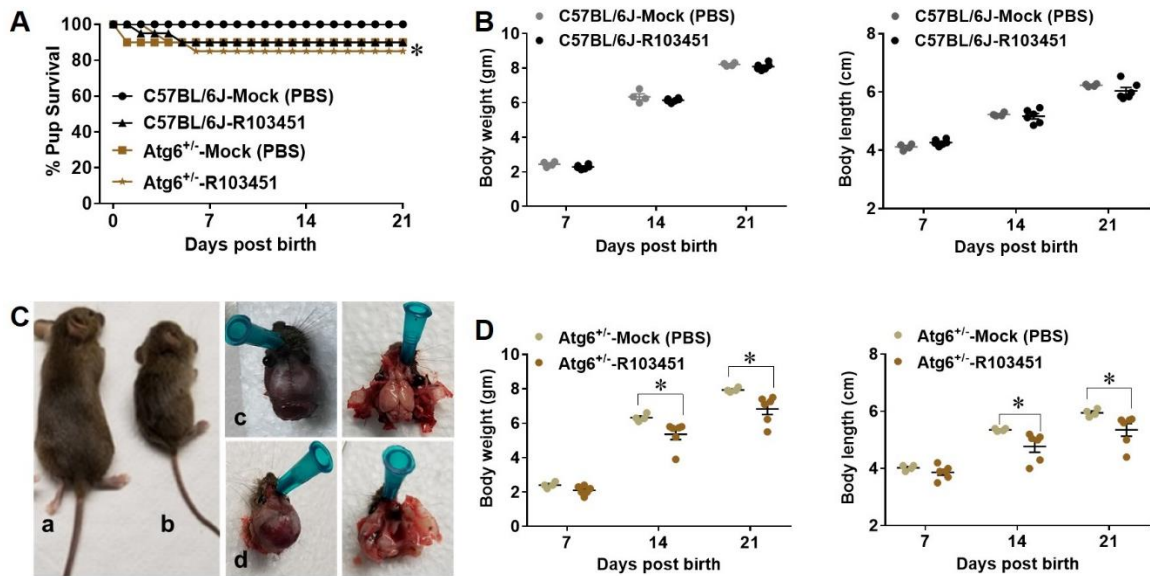 A
% Pup Survival
100
80
60
40
20
0
C57BL/6J-Mock (PBS)
C57BL/6J-R103451
Atg6+/--Mock (PBS)
Atg6+/--R103451
*
0 7 14 21
Days post birth
B
C57BL/6J-Mock (PBS)
C57BL/6J-R103451
Body weight (gm)
10
8
6
4
2
0
7 14 21
Days post birth
C57BL/6J-Mock (PBS)
C57BL/6J-R103451
Body length (cm)
8
6
4
2
7 14 21
Days post birth
C
a
b
c
d
D
Atg6+/--Mock (PBS)
Atg6+/--R103451
Body weight (gm)
10
8
6
4
2
0
*
*
7 14 21
Days post birth
Atg6+/--Mock (PBS)
Atg6+/--R103451
Body length (cm)
8
6
4
2
*
*
7 14 21
Days post birth